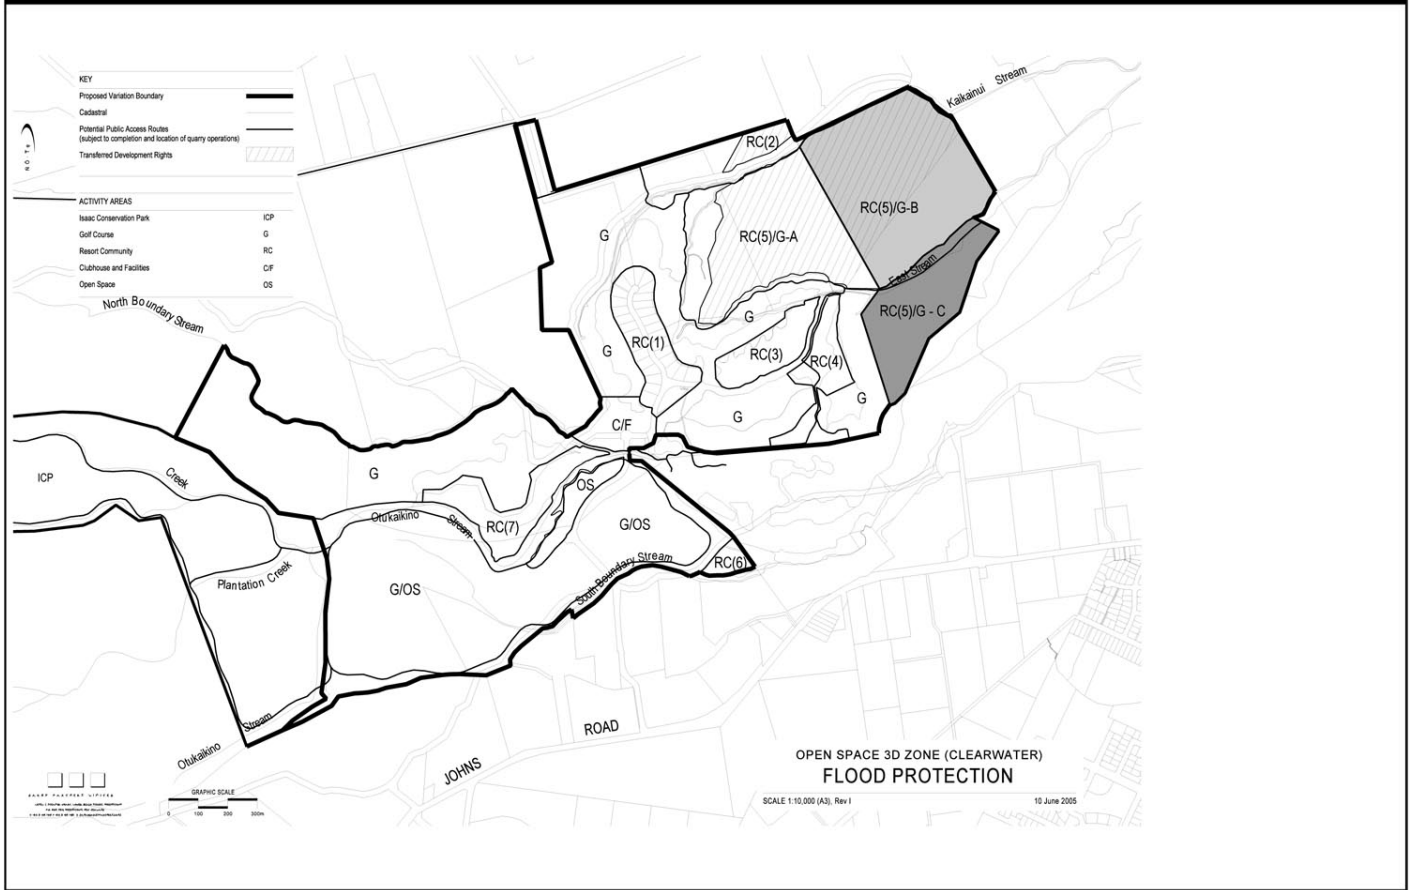 KEY
Proposed Variation Boundary
Cadastral
Potential Public Access Routes
(subject to completion and location of quarry operations)
Transferred Development Rights
ACTIVITY AREAS
Isaac Conservation Park ICP
Golf Course G
Resort Community RC
Clubhouse and Facilities C/F
Open Space OS
North Boundary Stream
Kaikainui Stream
RC(2)
RC(5)/G-B
G
RC(5)/G-A
East Stream
RC(5)/G - C
G
RC(1)
G
RC(3)
RC(4)
G
G
C/F
G
ICP
Creek
OS
Otukaikino Stream
RC(7)
G/OS
RC(6)
South Boundary Stream
Plantation Creek
G/OS
Otukaikino Stream
JOHNS ROAD
OPEN SPACE 3D ZONE (CLEARWATER)
FLOOD PROTECTION
SCALE 1:10,000 (A3), Rev I 10 June 2005
GRAPHIC SCALE
0 100 200 300m